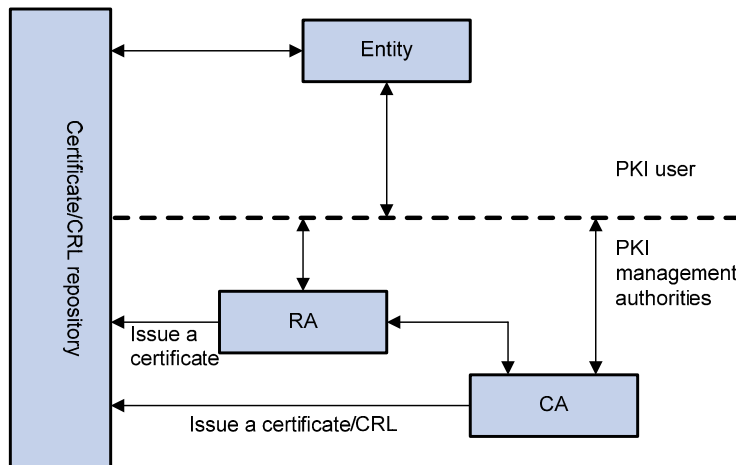 Certificate/CRL repository
Entity
PKI user
PKI
management
authorities
RA
Issue a
certificate
CA
Issue a certificate/CRL